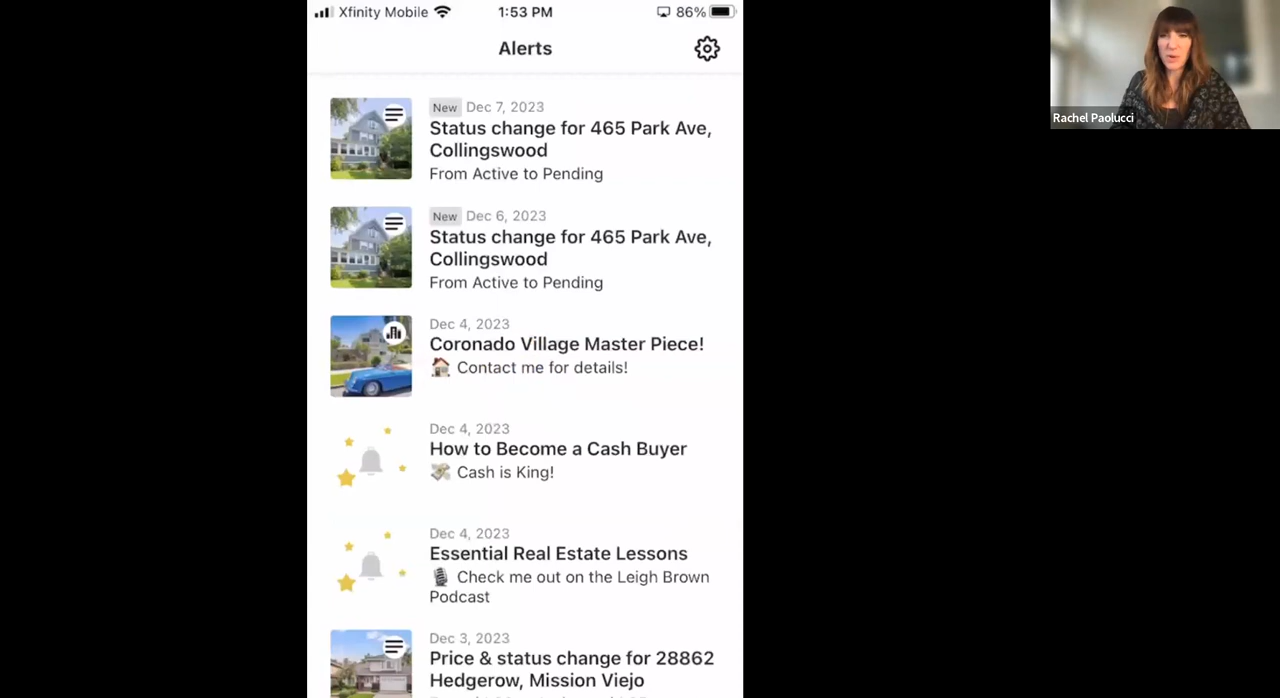 Xfinity Mobile 1:53 PM 86%
Alerts
New Dec 7, 2023
Status change for 465 Park Ave,
Collingswood
From Active to Pending
New Dec 6, 2023
Status change for 465 Park Ave,
Collingswood
From Active to Pending
Dec 4, 2023
Coronado Village Master Piece!
🏠 Contact me for details!
Dec 4, 2023
How to Become a Cash Buyer
💸 Cash is King!
Dec 4, 2023
Essential Real Estate Lessons
🎙 Check me out on the Leigh Brown
Podcast
Dec 3, 2023
Price & status change for 28862
Hedgerow, Mission Viejo
Rachel Paolucci